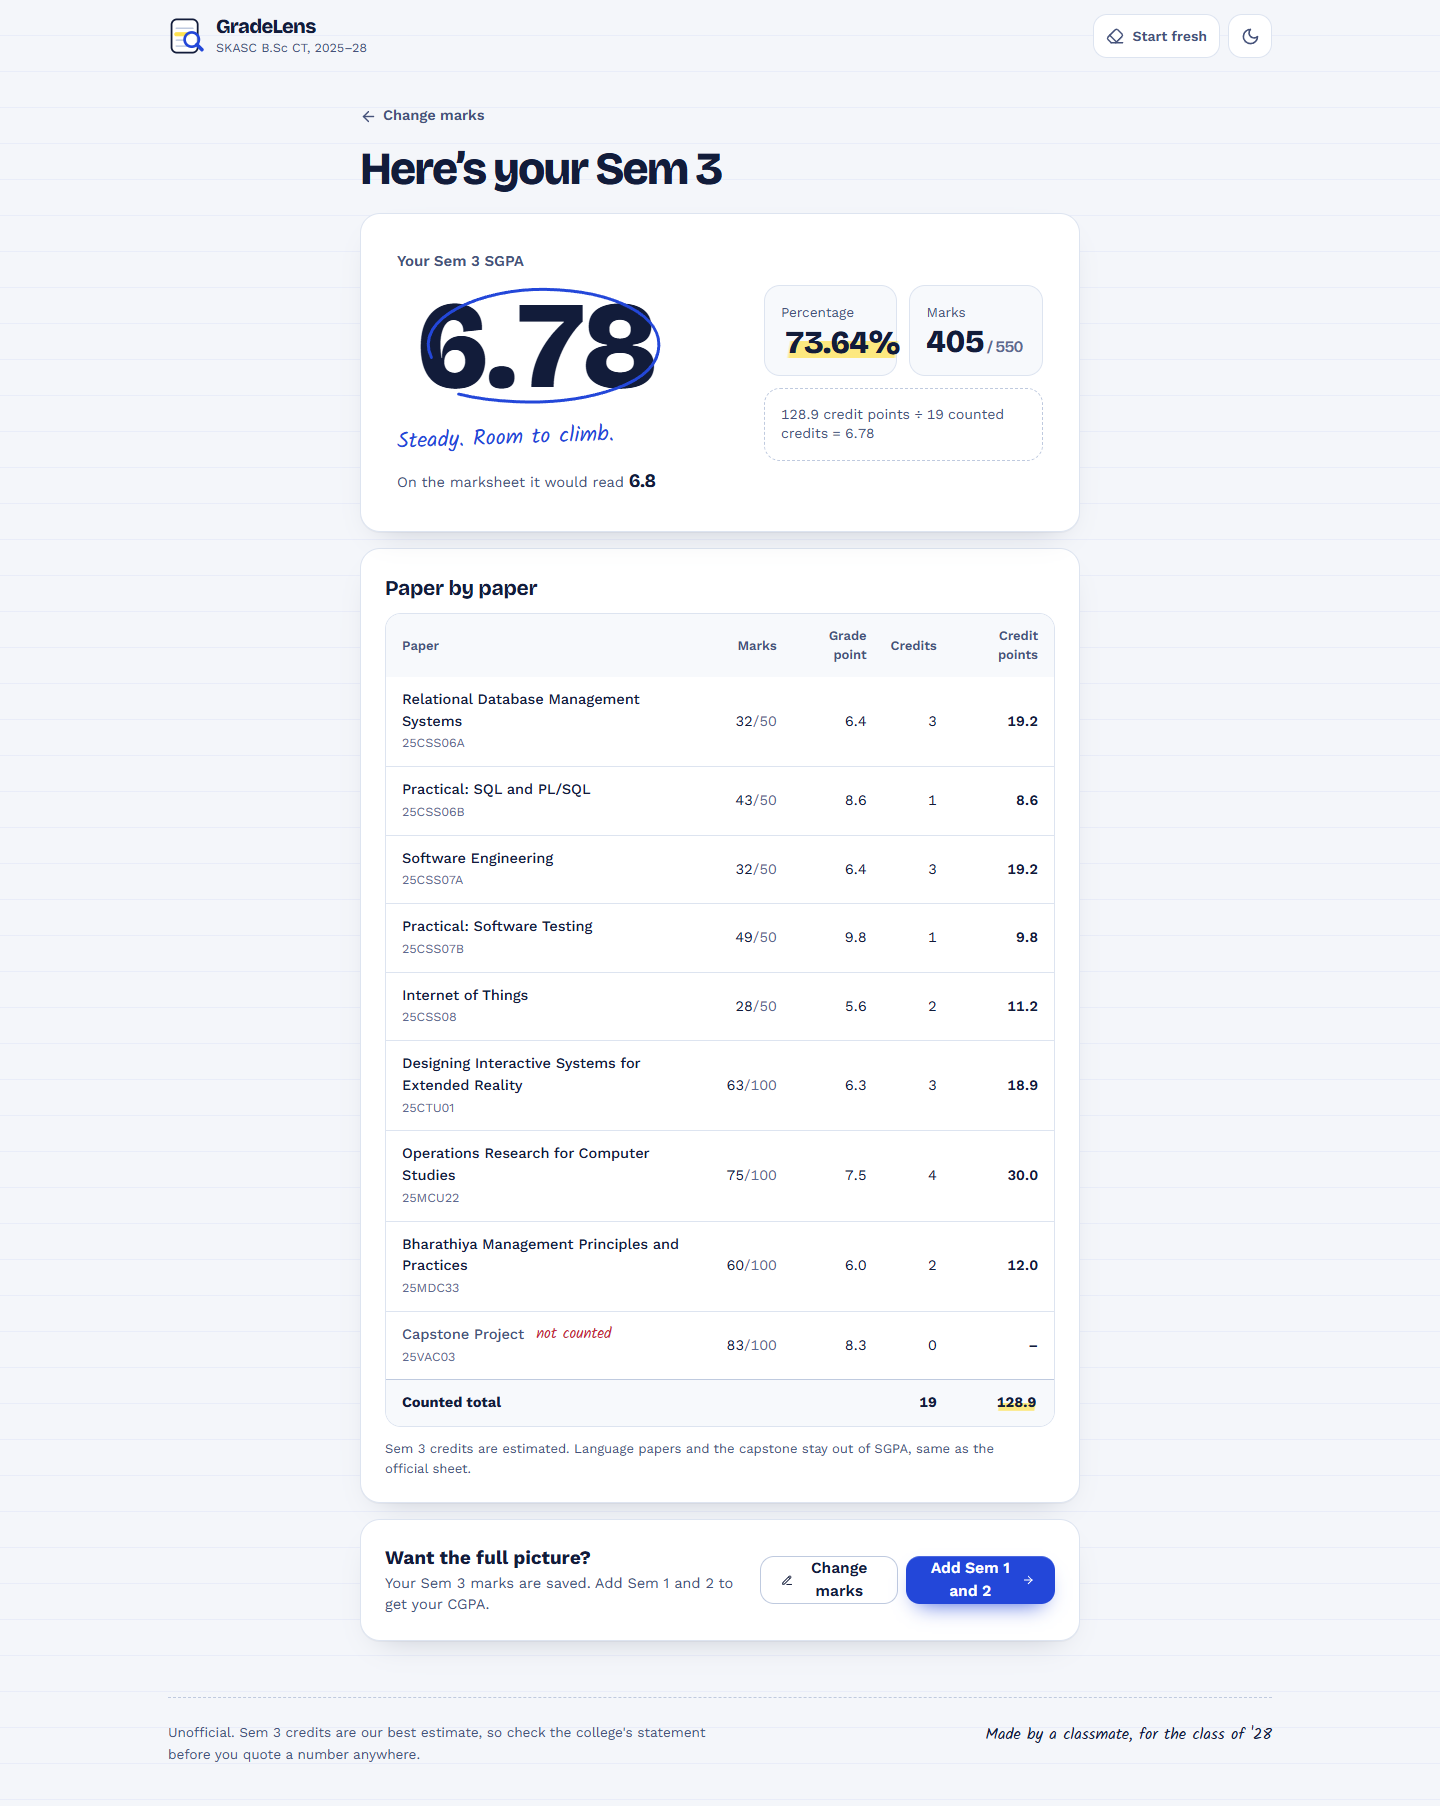 GradeLens
SKASC B.Sc CT, 2025–28
Start fresh
Change marks
Here's your Sem 3
Your Sem 3 SGPA
6.78
Steady. Room to climb.
On the marksheet it would read 6.8
Percentage
73.64%
Marks
405 / 550
128.9 credit points ÷ 19 counted
credits = 6.78
Paper by paper
Paper Marks Grade point Credits Credit points
Relational Database Management
Systems
25CSS06A
32/50 6.4 3 19.2
Practical: SQL and PL/SQL
25CSS06B
43/50 8.6 1 8.6
Software Engineering
25CSS07A
32/50 6.4 3 19.2
Practical: Software Testing
25CSS07B
49/50 9.8 1 9.8
Internet of Things
25CSS08
28/50 5.6 2 11.2
Designing Interactive Systems for
Extended Reality
25CTU01
63/100 6.3 3 18.9
Operations Research for Computer
Studies
25MCU22
75/100 7.5 4 30.0
Bharathiya Management Principles and
Practices
25MDC33
60/100 6.0 2 12.0
Capstone Project not counted
25VAC03
83/100 8.3 0 –
Counted total 19 128.9
Sem 3 credits are estimated. Language papers and the capstone stay out of SGPA, same as the
official sheet.
Want the full picture?
Your Sem 3 marks are saved. Add Sem 1 and 2 to
get your CGPA.
Change
marks
Add Sem 1
and 2
Unofficial. Sem 3 credits are our best estimate, so check the college's statement
before you quote a number anywhere.
Made by a classmate, for the class of '28